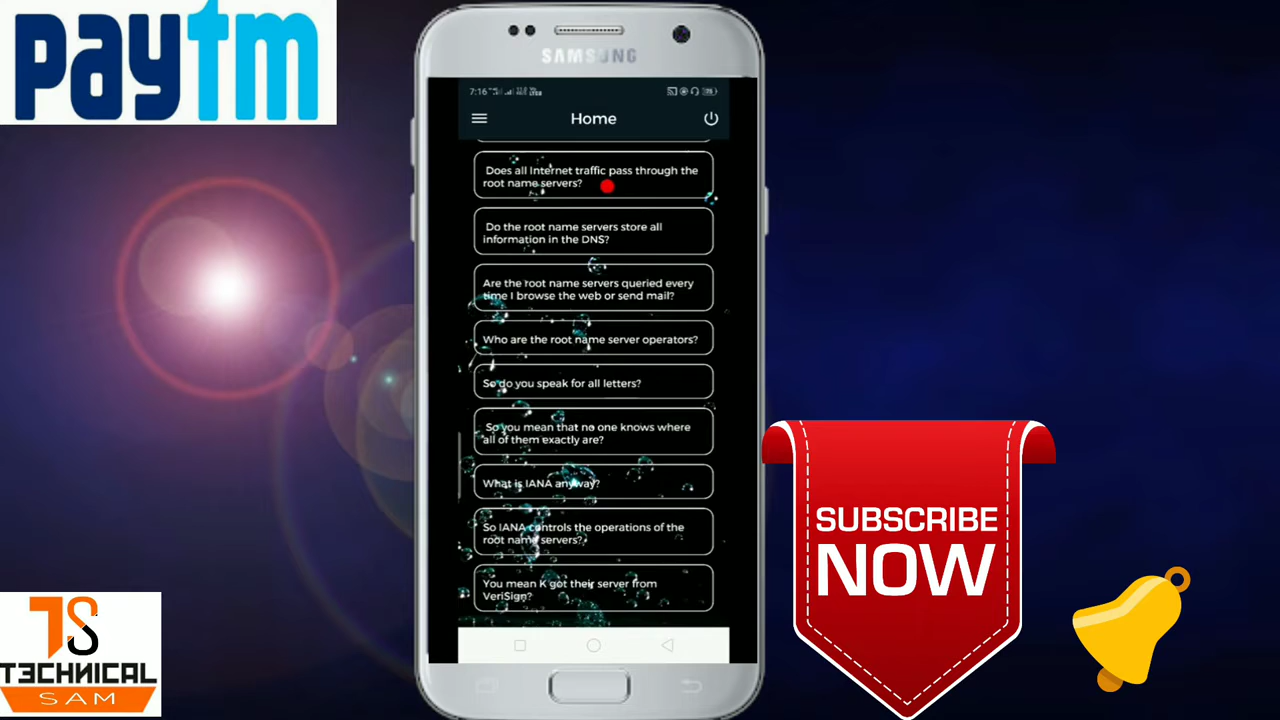 paytm
SAMSUNG
7:16
Home
Does all Internet traffic pass through the
root name servers?
Do the root name servers store all
information in the DNS?
Are the root name servers queried every
time I browse the web or send mail?
Who are the root name server operators?
So do you speak for all letters?
So you mean that no one knows where
all of them exactly are?
What is IANA anyway?
So IANA controls the operations of the
root name servers?
You mean K got their server from
VeriSign?
SUBSCRIBE
NOW
TS
T3CHNICAL
SAM